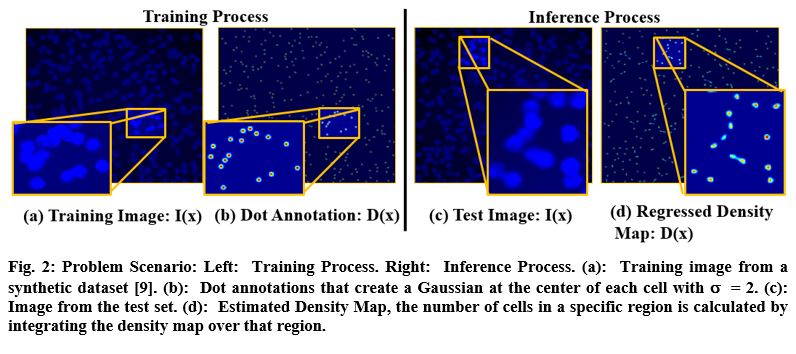 Training Process
Inference Process
(a) Training Image: I(x)
(b) Dot Annotation: D(x)
(c) Test Image: I(x)
(d) Regressed Density
Map: D(x)
Fig. 2: Problem Scenario: Left: Training Process. Right: Inference Process. (a): Training image from a
synthetic dataset [9]. (b): Dot annotations that create a Gaussian at the center of each cell with σ = 2. (c):
Image from the test set. (d): Estimated Density Map, the number of cells in a specific region is calculated by
integrating the density map over that region.